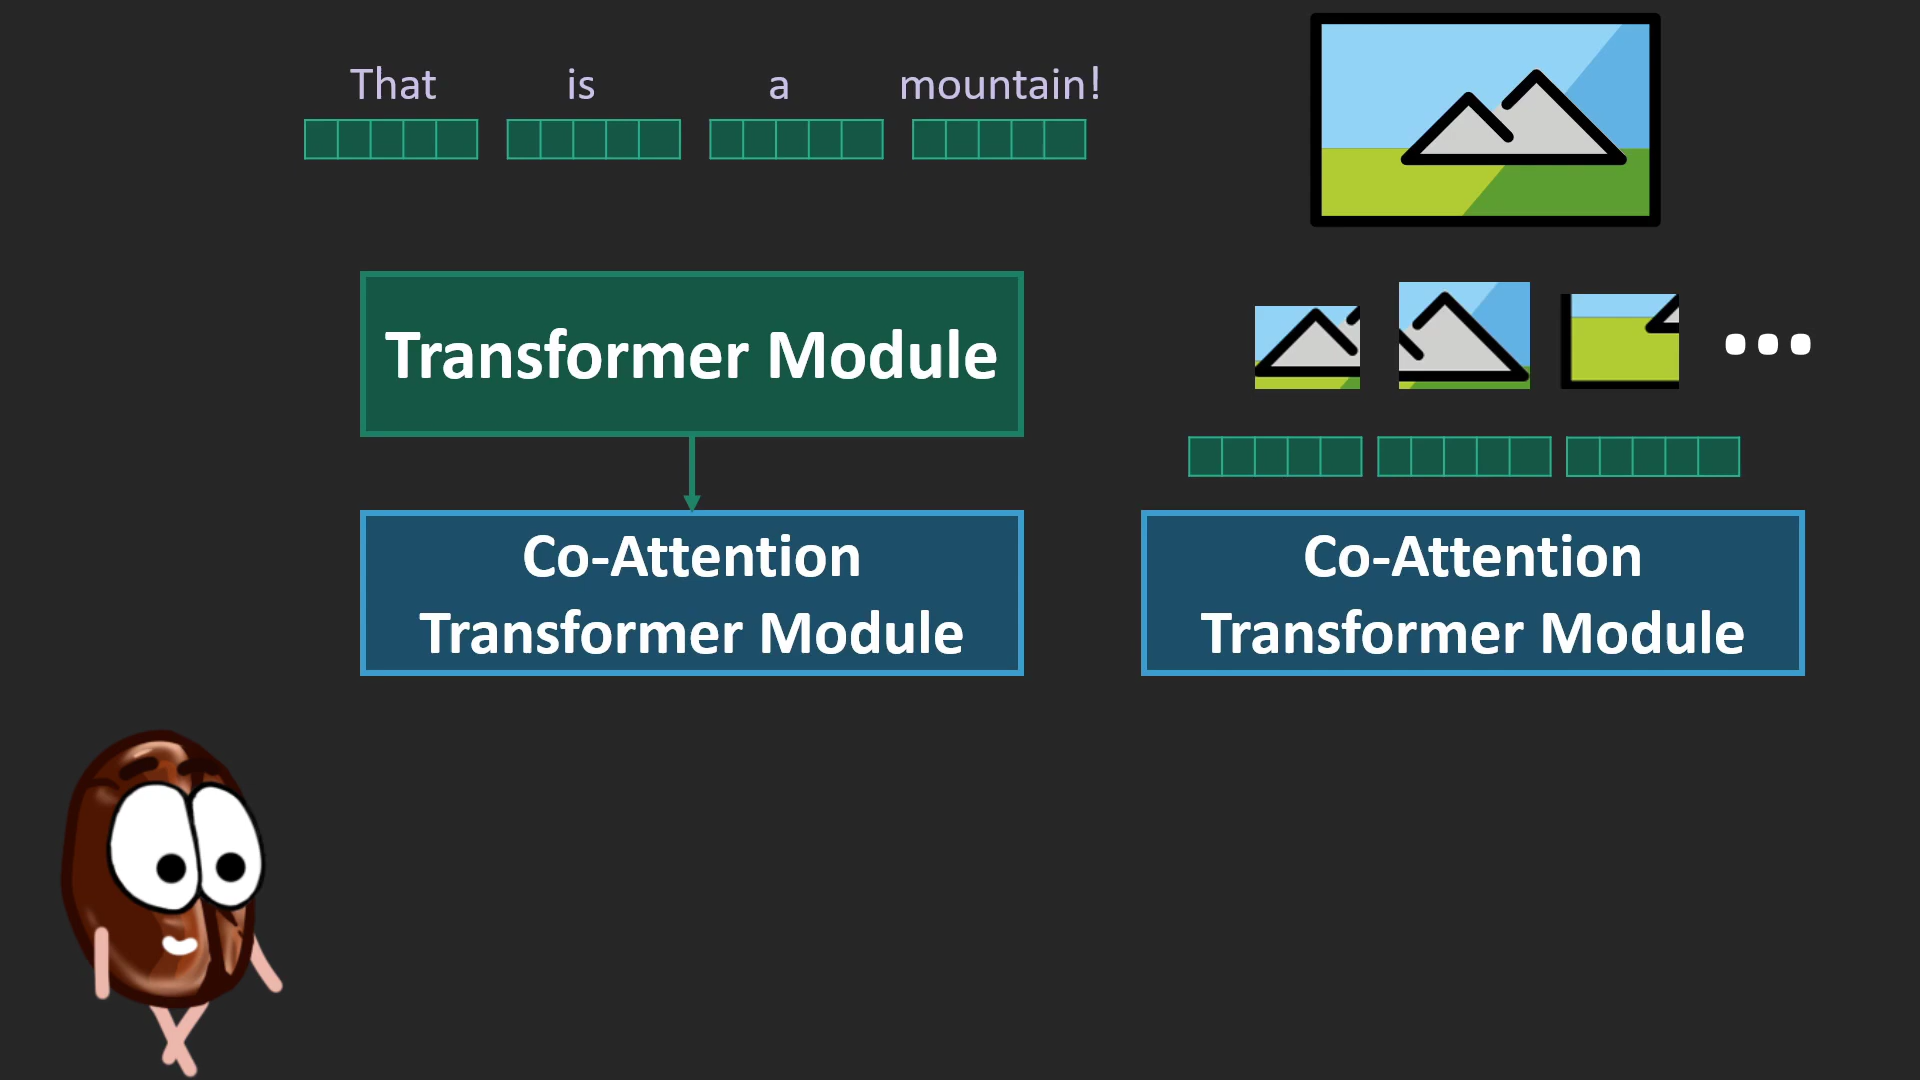 That is a mountain!
Transformer Module
Co-Attention
Transformer Module
Co-Attention
Transformer Module